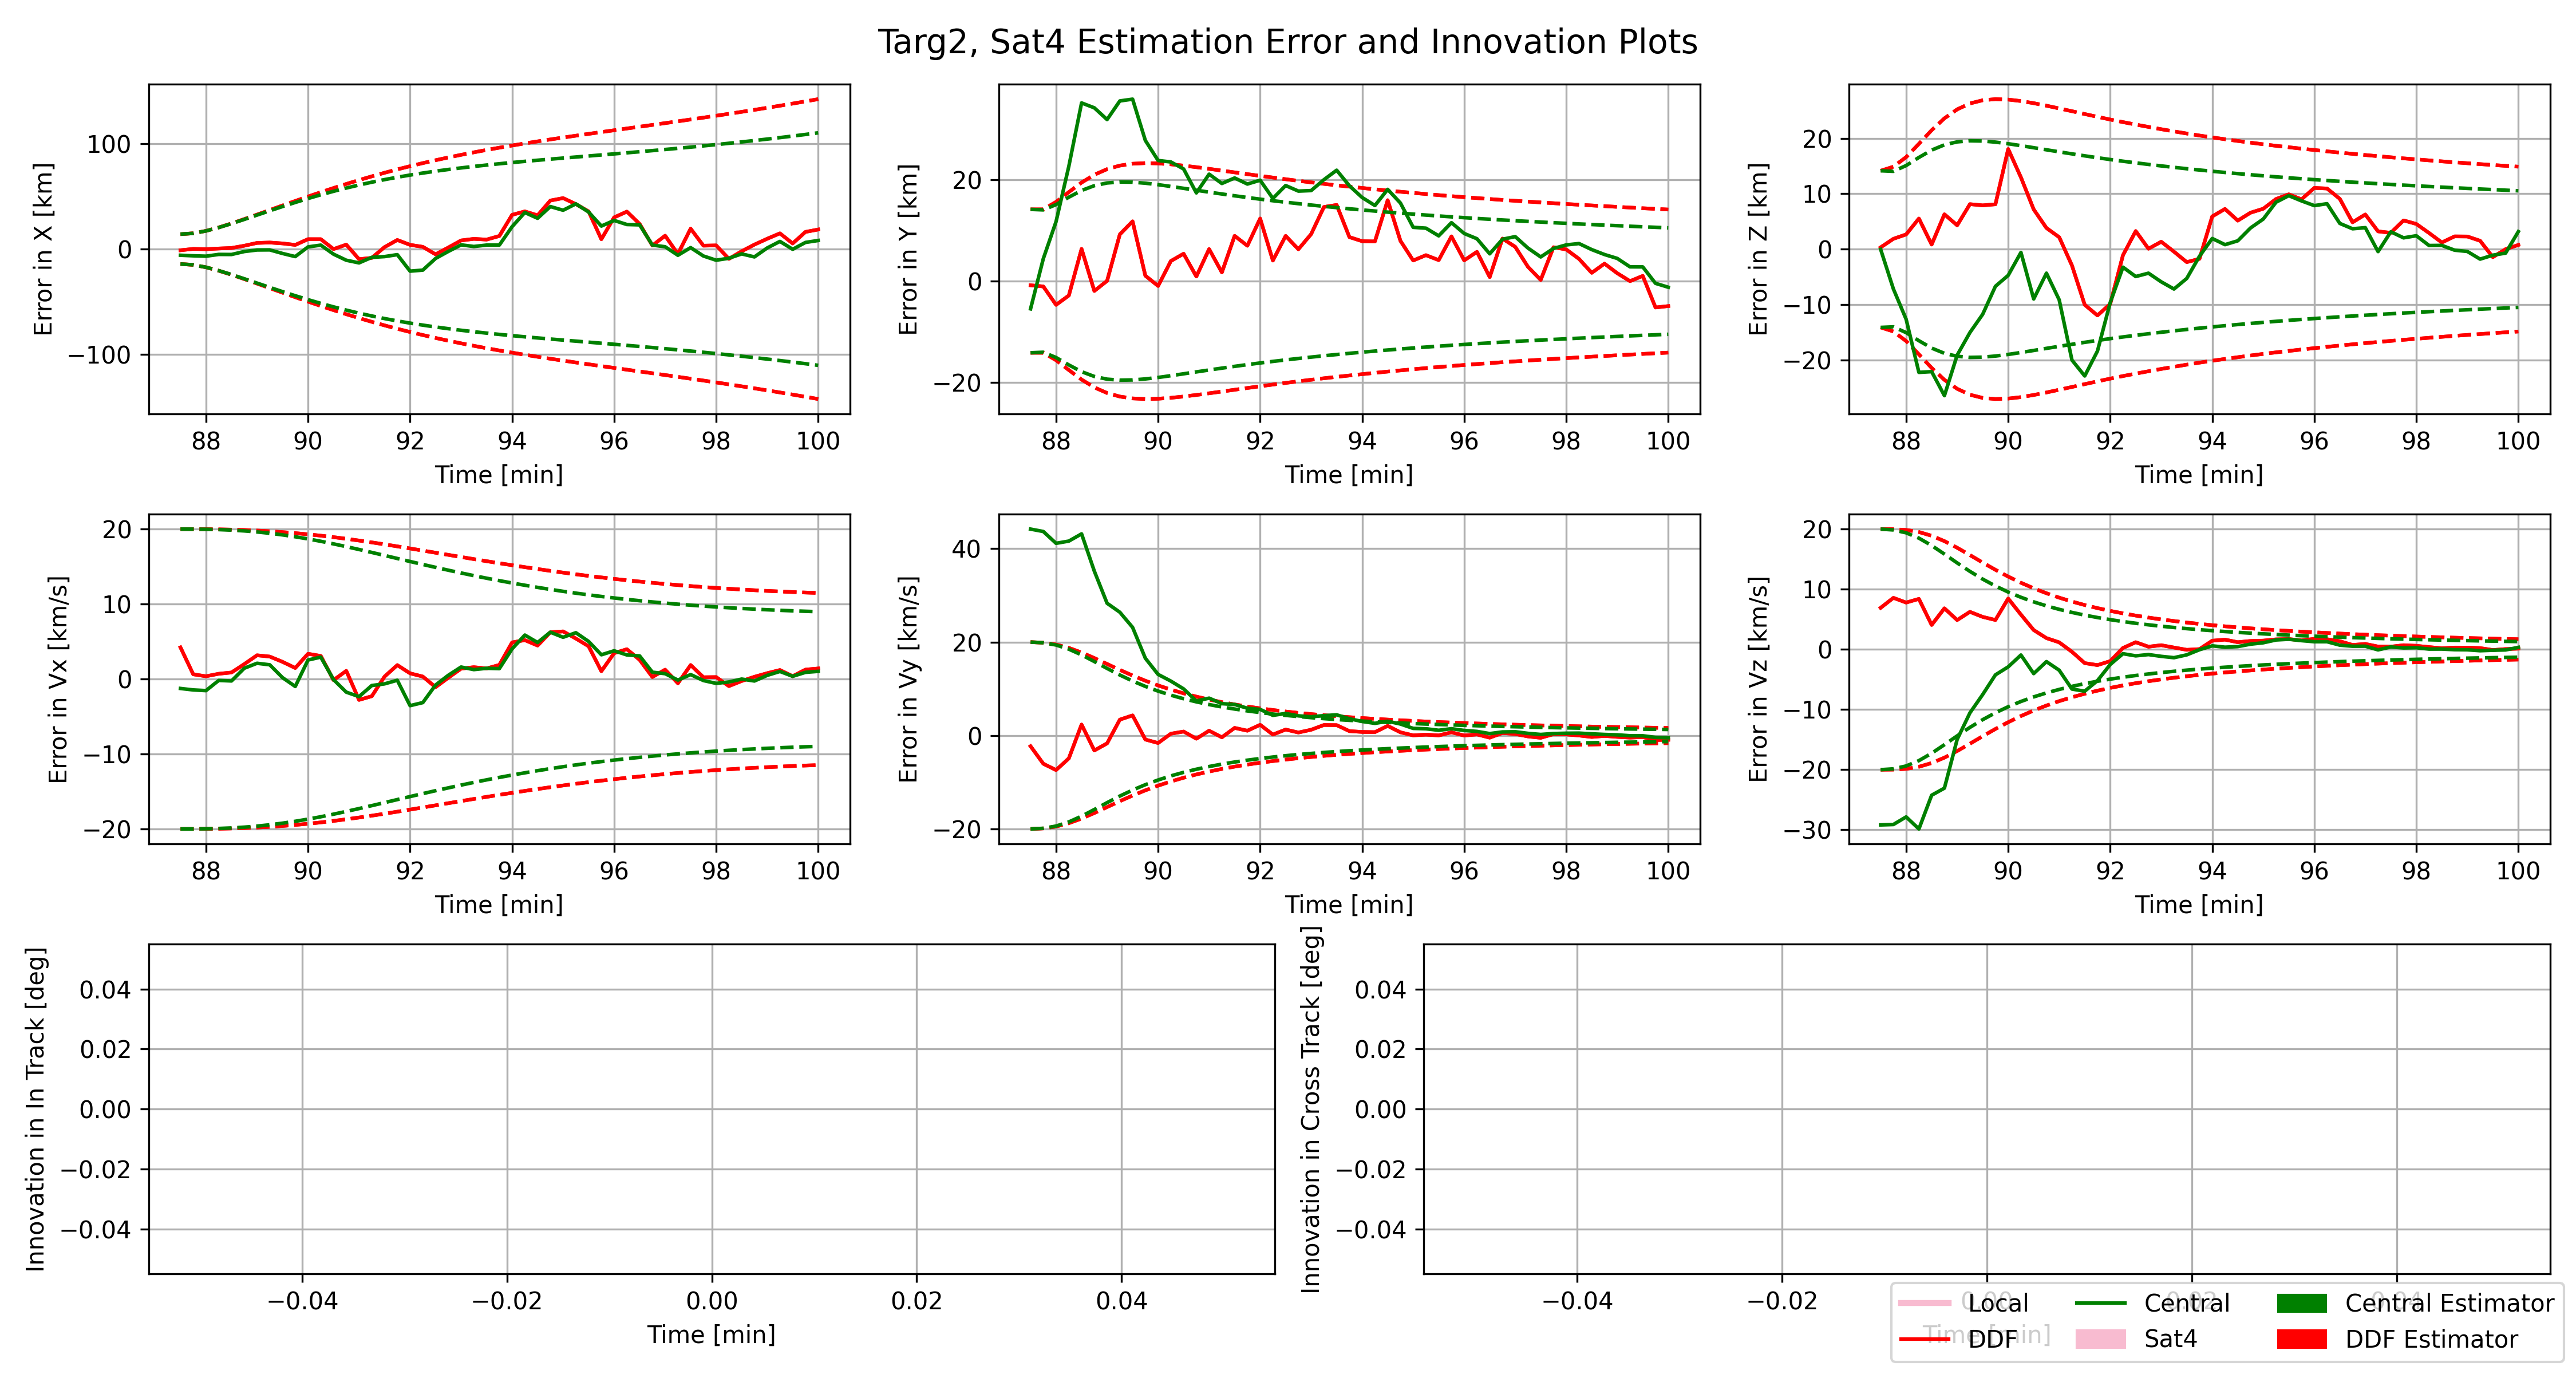 Targ2, Sat4 Estimation Error and Innovation Plots
Error in X [km]
100
0
−100
88 90 92 94 96 98 100
Time [min]
Error in Y [km]
20
0
−20
88 90 92 94 96 98 100
Time [min]
Error in Z [km]
20
10
0
−10
−20
88 90 92 94 96 98 100
Time [min]
Error in Vx [km/s]
20
10
0
−10
−20
88 90 92 94 96 98 100
Time [min]
Error in Vy [km/s]
40
20
0
−20
88 90 92 94 96 98 100
Time [min]
Error in Vz [km/s]
20
10
0
−10
−20
−30
88 90 92 94 96 98 100
Time [min]
Innovation in In Track [deg]
0.04
0.02
0.00
−0.02
−0.04
−0.04 −0.02 0.00 0.02 0.04
Time [min]
Innovation in Cross Track [deg]
0.04
0.02
0.00
−0.02
−0.04
−0.04 −0.02 0.00 0.02 0.04
Time [min]
Local Central Central Estimator
DDF Sat4 DDF Estimator